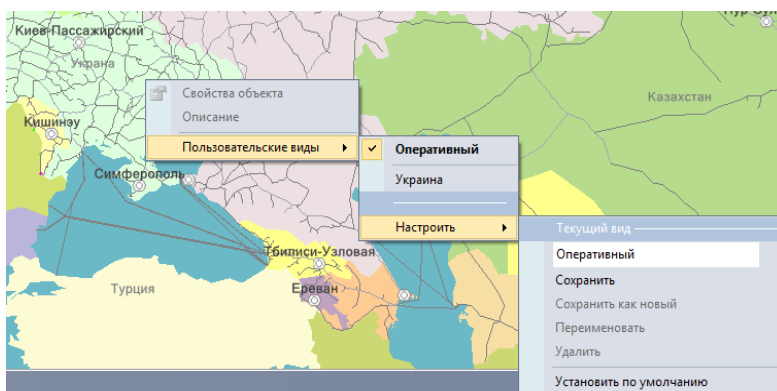 Киев-Пассажирский
Украна
Казахстан
Кишинэу
Симферополь
Тбилиси-Узловая
Ереван
Турция
Свойства объекта
Описание
Пользовательские виды
Оперативный
Украина
Настроить
Текущий вид
Оперативный
Сохранить
Сохранить как новый
Переименовать
Удалить
Установить по умолчанию